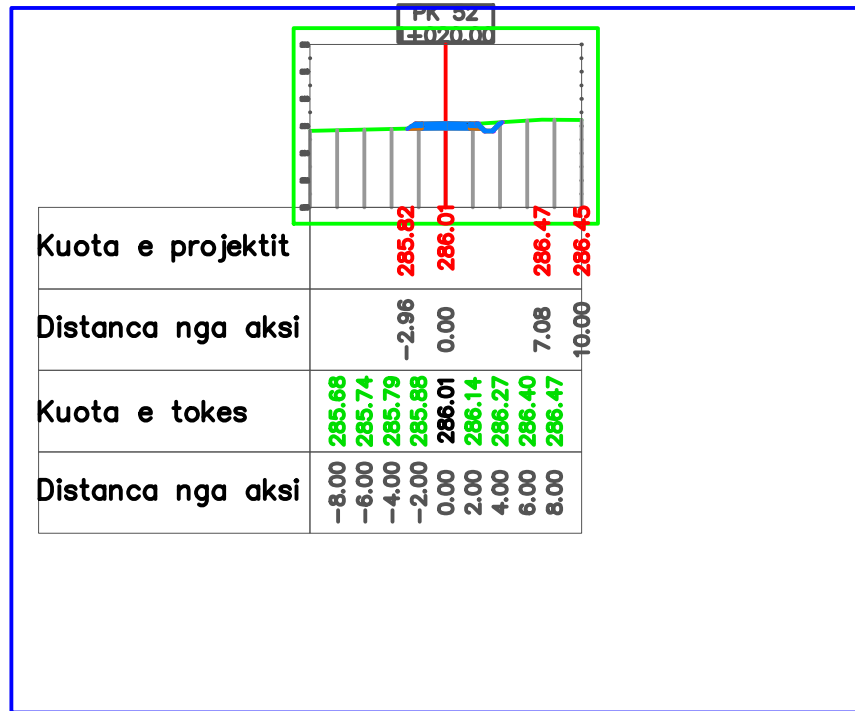 PK 52
1+020.00
Kuota e projektit 285.82 286.01 286.47 286.45
Distanca nga aksi -2.96 0.00 7.08 10.00
Kuota e tokes 285.68 285.74 285.79 285.88 286.01 286.14 286.27 286.40 286.47
Distanca nga aksi -8.00 -6.00 -4.00 -2.00 0.00 2.00 4.00 6.00 8.00